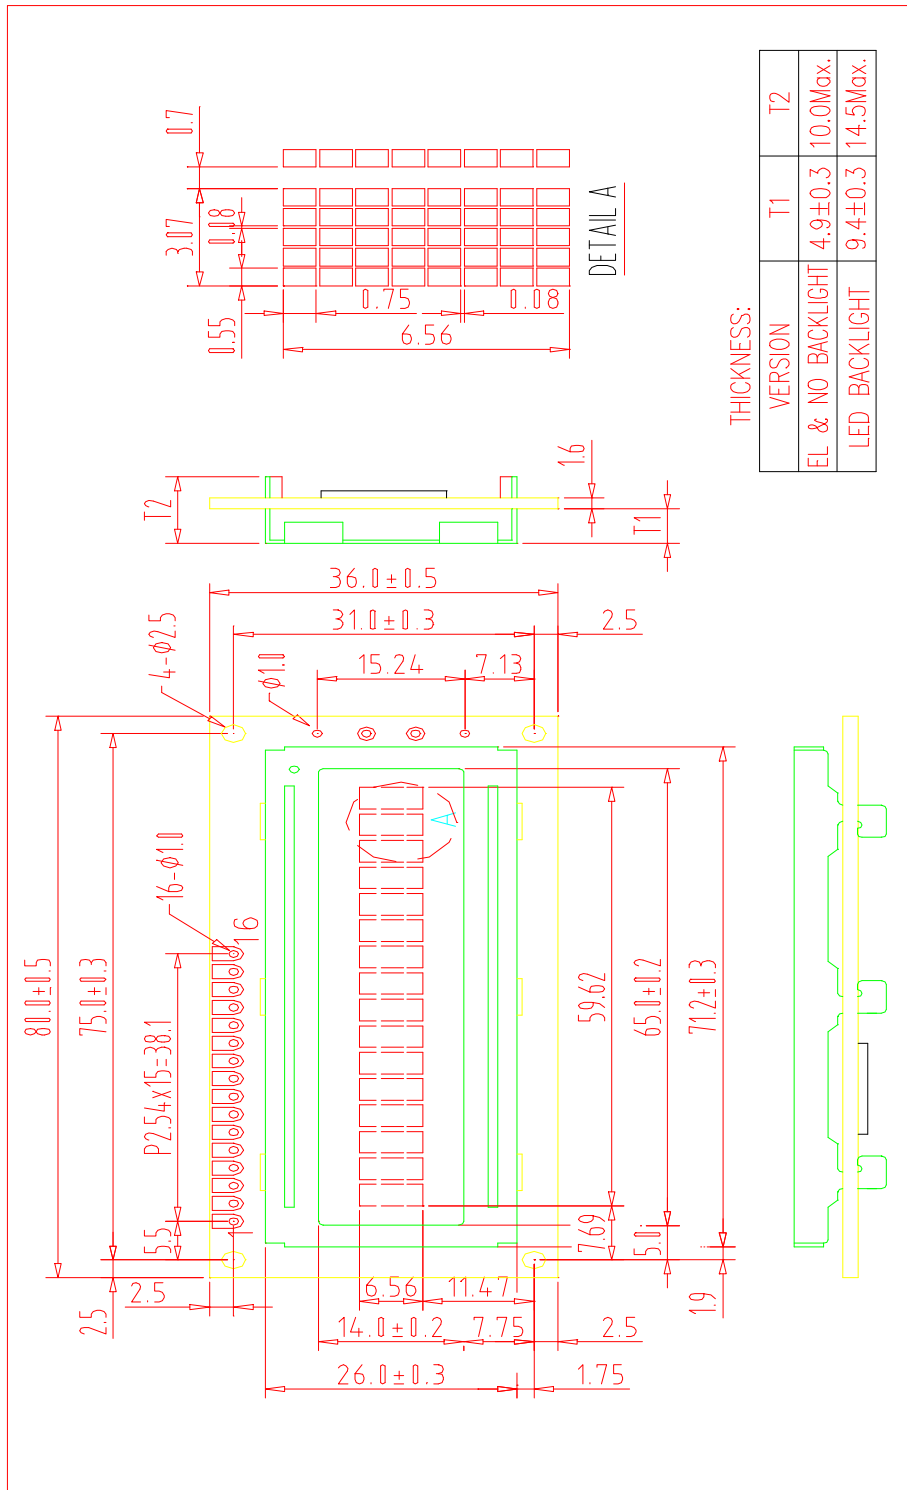 0.7
3.07
0.08
0.55
0.75
0.08
6.56
DETAIL A
THICKNESS:
VERSION T1 T2
EL & NO BACKLIGHT 4.9±0.3 10.0Max.
LED BACKLIGHT 9.4±0.3 14.5Max.
T2
1.6
T1
36.0±0.5
31.0±0.3
2.5
15.24
7.13
4-ϕ2.5
ϕ1.0
80.0±0.5
75.0±0.3
16-ϕ1.0
P2.54x15=38.1
16
1
A
59.62
65.0±0.2
71.2±0.3
5.5
2.5
2.5
7.69
5.0
1.9
6.56
11.47
14.0±0.2
7.75
2.5
26.0±0.3
1.75